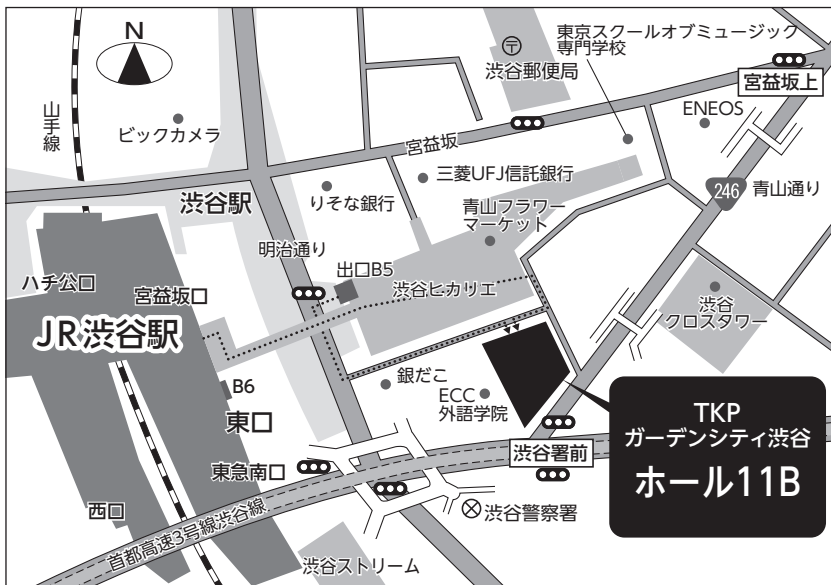 N
山手線
ビックカメラ
渋谷郵便局
東京スクールオブミュージック
専門学校
宮益坂上
ENEOS
宮益坂
三菱UFJ信託銀行
りそな銀行
渋谷駅
246
青山通り
青山フラワー
マーケット
明治通り
出口B5
渋谷ヒカリエ
ハチ公口
宮益坂口
JR渋谷駅
渋谷
クロスタワー
銀だこ
B6
ECC
外語学院
東口
TKP
ガーデンシティ渋谷
ホール11B
渋谷署前
東急南口
西口
渋谷警察署
首都高速3号線渋谷線
渋谷ストリーム